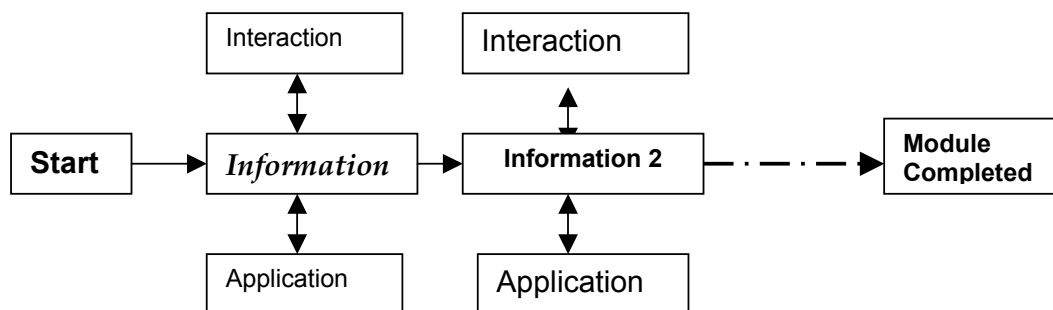 Interaction
Interaction
Start
Information
Information 2
Module
Completed
Application
Application